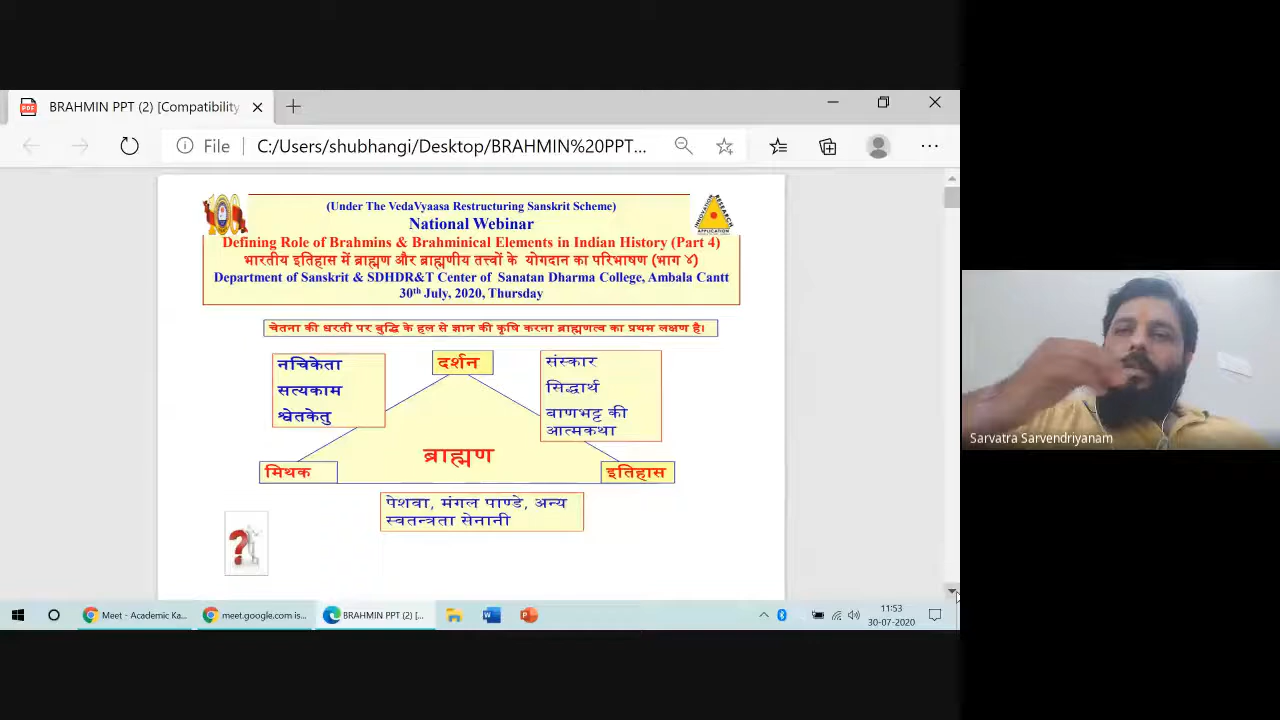 BRAHMIN PPT (2) [Compatibility
File
C:/Users/shubhangi/Desktop/BRAHMIN%20PPT...
(Under The VedaVyaasa Restructuring Sanskrit Scheme)
National Webinar
Defining Role of Brahmins & Brahminical Elements in Indian History (Part 4)
भारतीय इतिहास में ब्राह्मण और ब्राह्मणीय तत्त्वों के योगदान का परिभाषण (भाग ४)
Department of Sanskrit & SDHDR&T Center of Sanatan Dharma College, Ambala Cantt
30th July, 2020, Thursday
INNOVATION RESEARCH APPLICATION
चेतना की धरती पर बुद्धि के हल से ज्ञान की कृषि करना ब्राह्मणत्व का प्रथम लक्षण है।
नचिकेता
सत्यकाम
श्वेतकेतु
दर्शन
संस्कार
सिद्धार्थ
बाणभट्ट की
आत्मकथा
ब्राह्मण
मिथक
इतिहास
पेशवा, मंगल पाण्डे, अन्य
स्वतन्त्रता सेनानी
Sarvatra Sarvendriyanam
Meet - Academic Ka...
meet.google.com is...
BRAHMIN PPT (2) [...
11:53
30-07-2020